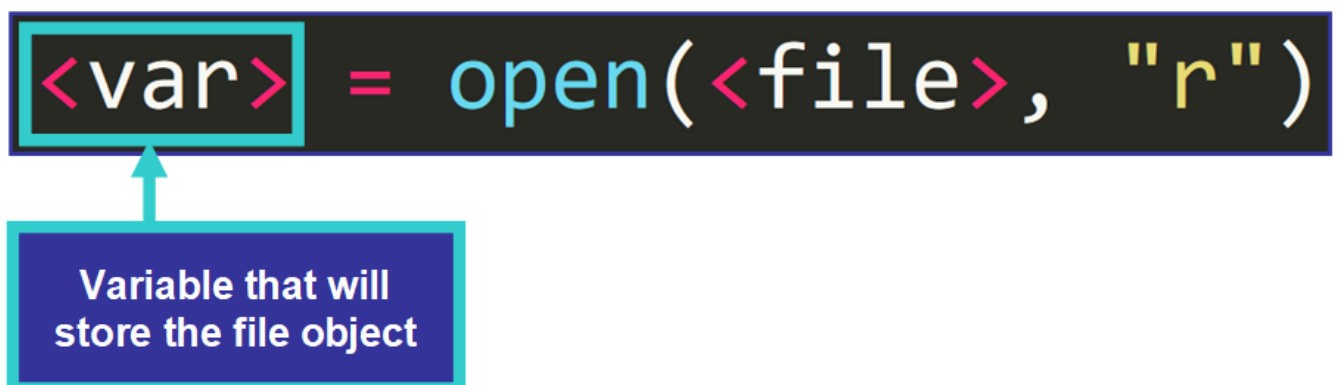 <var> = open(<file>, "r")
Variable that will
store the file object